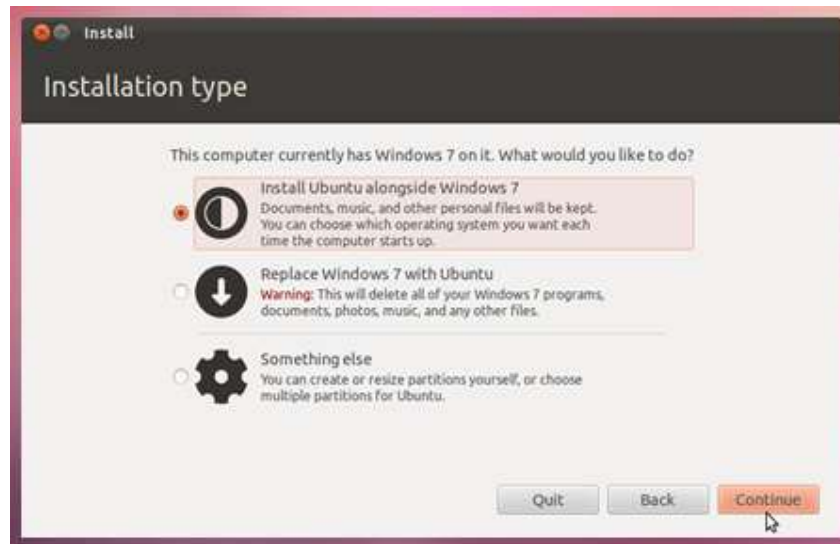 Install
Installation type
This computer currently has Windows 7 on it. What would you like to do?
Install Ubuntu alongside Windows 7
Documents, music, and other personal files will be kept.
You can choose which operating system you want each
time the computer starts up.
Replace Windows 7 with Ubuntu
Warning: This will delete all of your Windows 7 programs,
documents, photos, music, and any other files.
Something else
You can create or resize partitions yourself, or choose
multiple partitions for Ubuntu.
Quit Back Continue